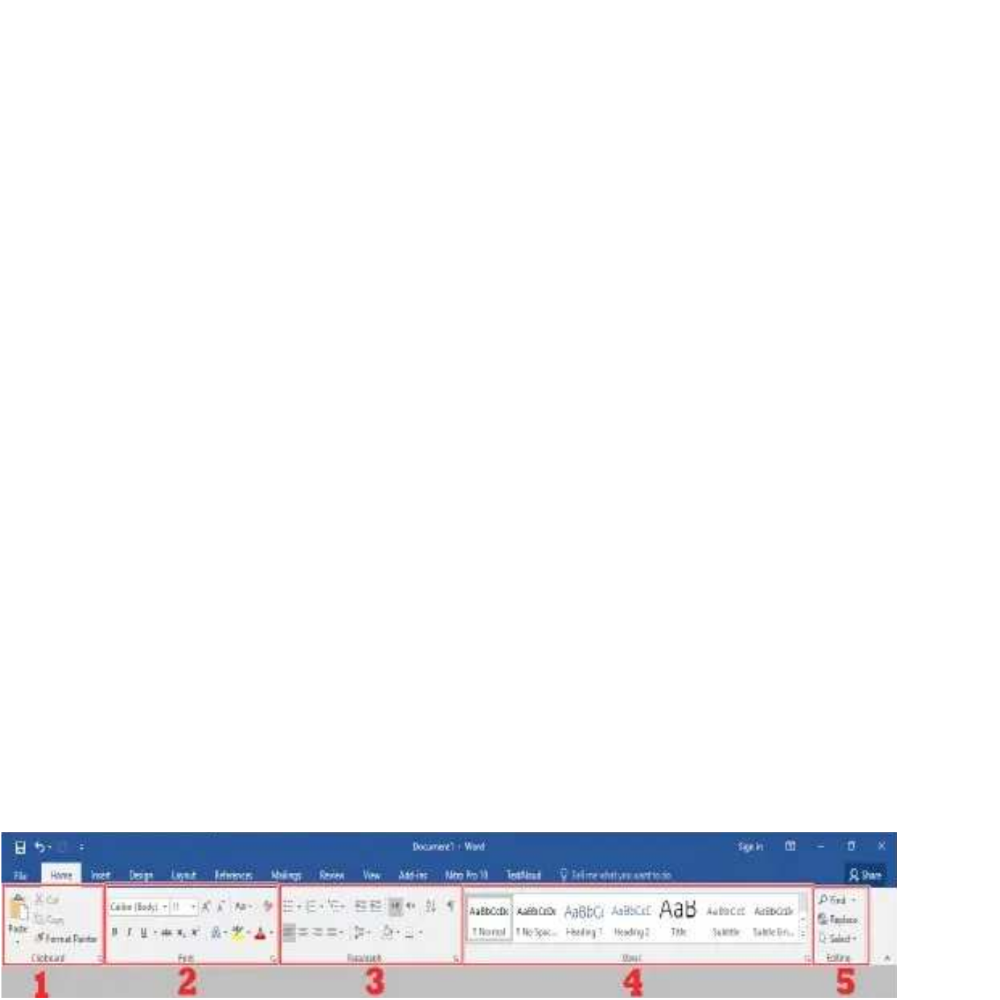 Document1 - Word Sign in
File Home Insert Design Layout References Mailings Review View Add-ins Nitro Pro 10 TextAloud Tell me what you want to do Share
Cut
Copy
Paste
Format Painter
Clipboard
Calibri (Body) 11 Aa
B I U abc x x A
Font
Paragraph
AaBbCcDc AaBbCcDc AaBbC AaBbCcC AaB AaBbCcC AaBbCcDc
¶ Normal ¶ No Spac... Heading 1 Heading 2 Title Subtitle Subtle Em...
Styles
Find
Replace
Select
Editing
1 2 3 4 5